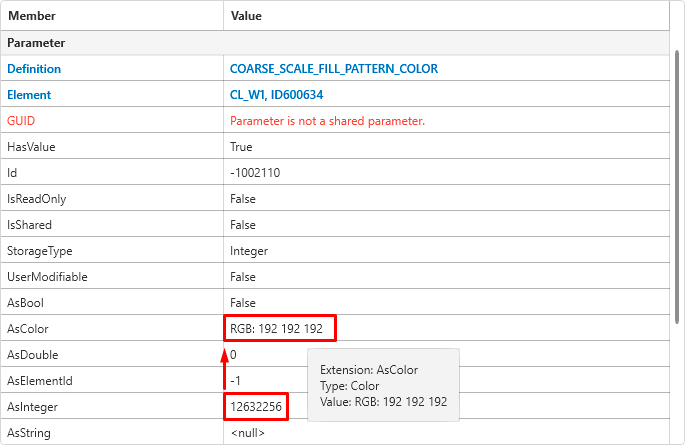 Member Value
Parameter
Definition COARSE_SCALE_FILL_PATTERN_COLOR
Element CL_W1, ID600634
GUID Parameter is not a shared parameter.
HasValue True
Id -1002110
IsReadOnly False
IsShared False
StorageType Integer
UserModifiable False
AsBool False
AsColor RGB: 192 192 192
AsDouble 0
AsElementId -1
AsInteger 12632256
AsString <null>
Extension: AsColor
Type: Color
Value: RGB: 192 192 192